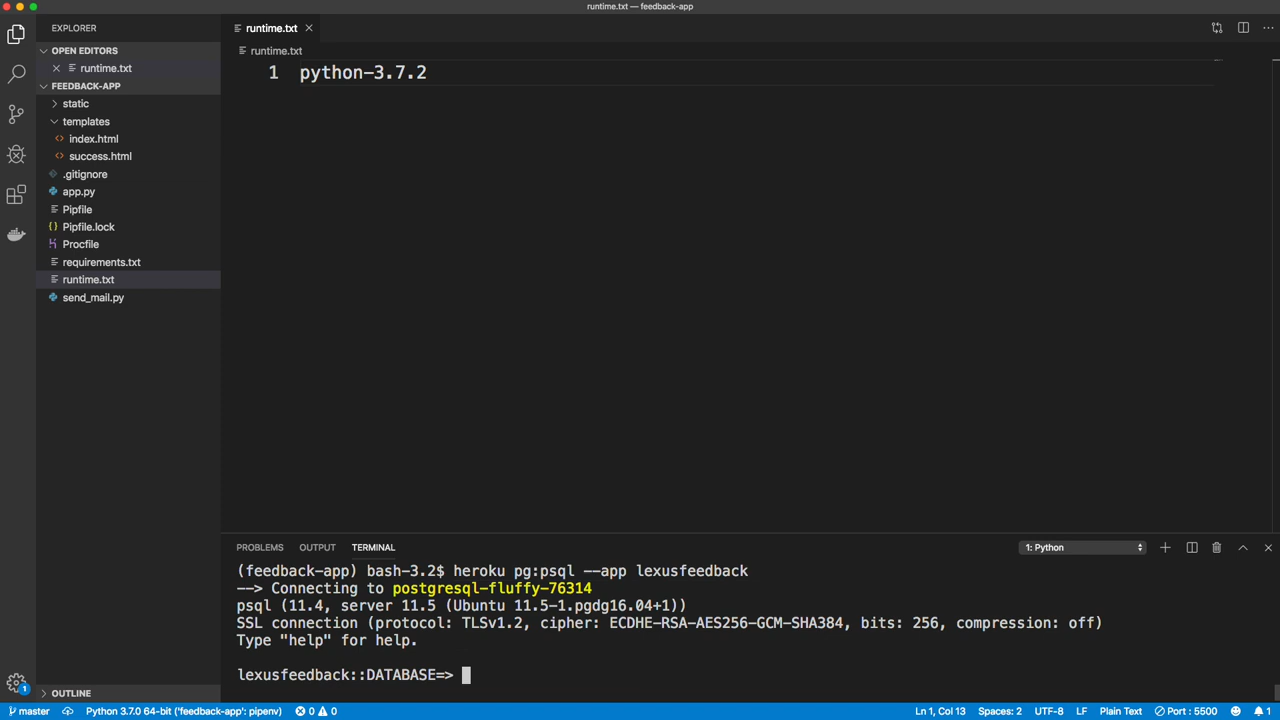 runtime.txt — feedback-app
EXPLORER
OPEN EDITORS
runtime.txt
FEEDBACK-APP
static
templates
index.html
success.html
.gitignore
app.py
Pipfile
Pipfile.lock
Procfile
requirements.txt
runtime.txt
send_mail.py
OUTLINE
runtime.txt
runtime.txt
1 python-3.7.2
PROBLEMS OUTPUT TERMINAL 1: Python
(feedback-app) bash-3.2$ heroku pg:psql --app lexusfeedback
--> Connecting to postgresql-fluffy-76314
psql (11.4, server 11.5 (Ubuntu 11.5-1.pgdg16.04+1))
SSL connection (protocol: TLSv1.2, cipher: ECDHE-RSA-AES256-GCM-SHA384, bits: 256, compression: off)
Type "help" for help.
lexusfeedback::DATABASE=>
1
master Python 3.7.0 64-bit ('feedback-app': pipenv) 0 0 Ln 1, Col 13 Spaces: 2 UTF-8 LF Plain Text Port : 5500 1